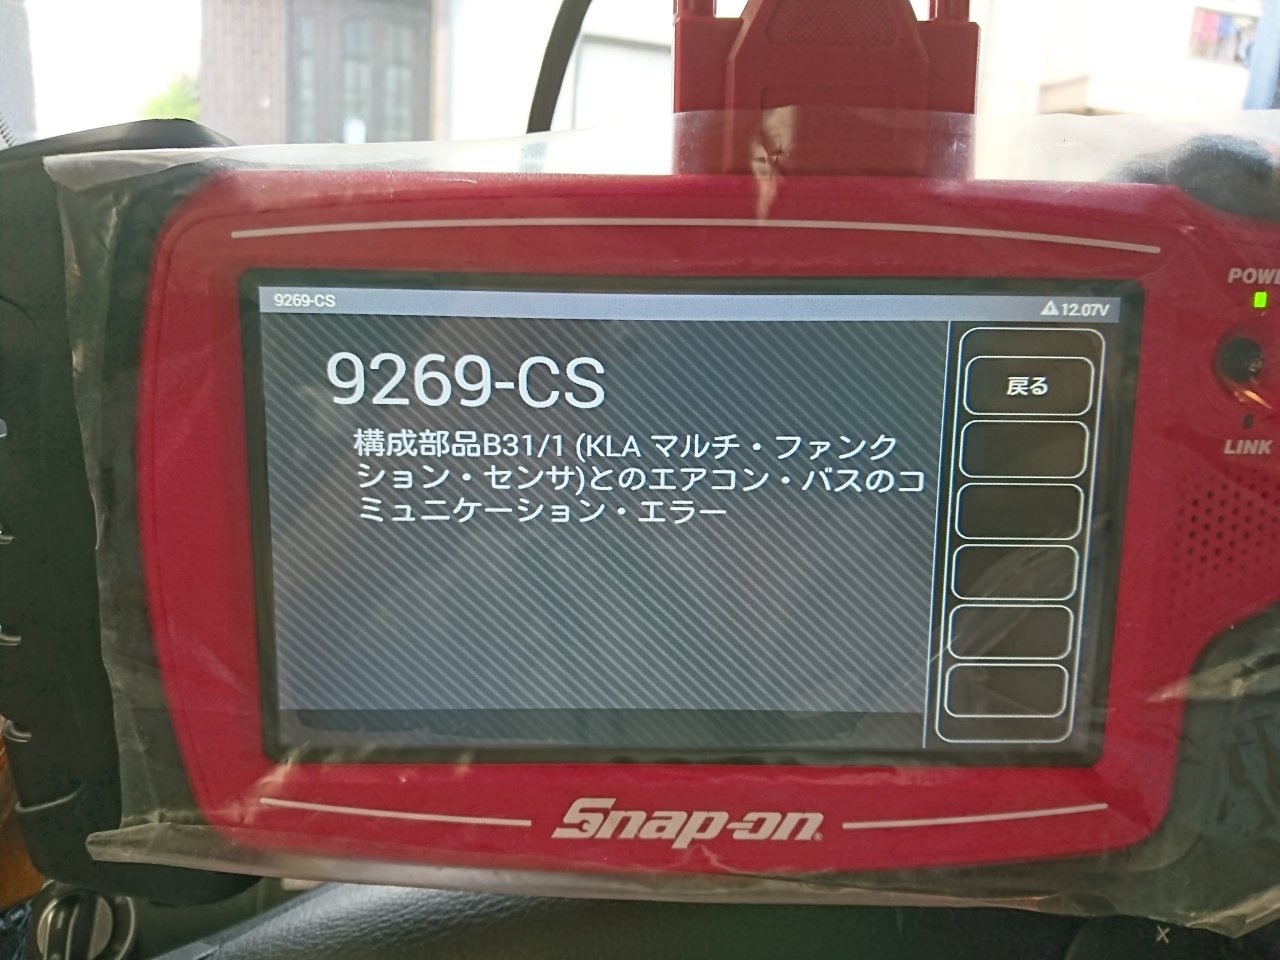 9269-CS
12.07V
9269-CS
構成部品B31/1 (KLA マルチ・ファンク
ション・センサ)とのエアコン・バスのコ
ミュニケーション・エラー
戻る
LINK
Snap-on